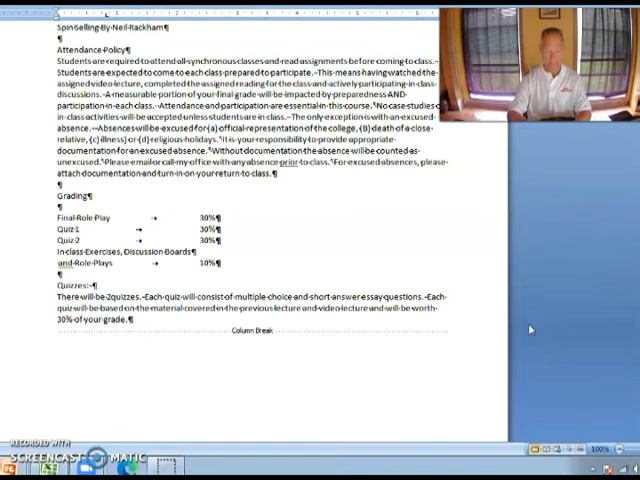 Spin Selling By Neil Rackham¶
¶
Attendance Policy¶
Students are required to attend all synchronous classes and read assignments before coming to class.
Students are expected to come to each class prepared to participate. This means having watched the
assigned video lecture, completed the assigned reading for the class and actively participating in class
discussions. A measurable portion of your final grade will be impacted by preparedness AND
participation in each class. Attendance and participation are essential in this course. No case studies
in-class activities will be accepted unless students are in class. The only exception is with an excused
absence. Absences will be excused for (a) official representation of the college, (B) death of a close
relative, (c) illness) or (d) religious holidays. It is your responsibility to provide appropriate
documentation for an excused absence. Without documentation the absence will be counted as
unexcused. Please email or call my office with any absence prior to class. For excused absences, please
attach documentation and turn in on your return to class.¶
¶
Grading¶
¶
Final Role Play → 30%¶
Quiz 1 → 30%¶
Quiz 2 → 30%¶
In class Exercises, Discussion Boards¶
and Role Plays → 10%¶
¶
Quizzes: ¶
There will be 2 quizzes. Each quiz will consist of multiple choice and short answer essay questions. Each
quiz will be based on the material covered in the previous lecture and video lecture and will be worth
30% of your grade.¶
Column Break
100%
RECORDED WITH
SCREENCAST MATIC